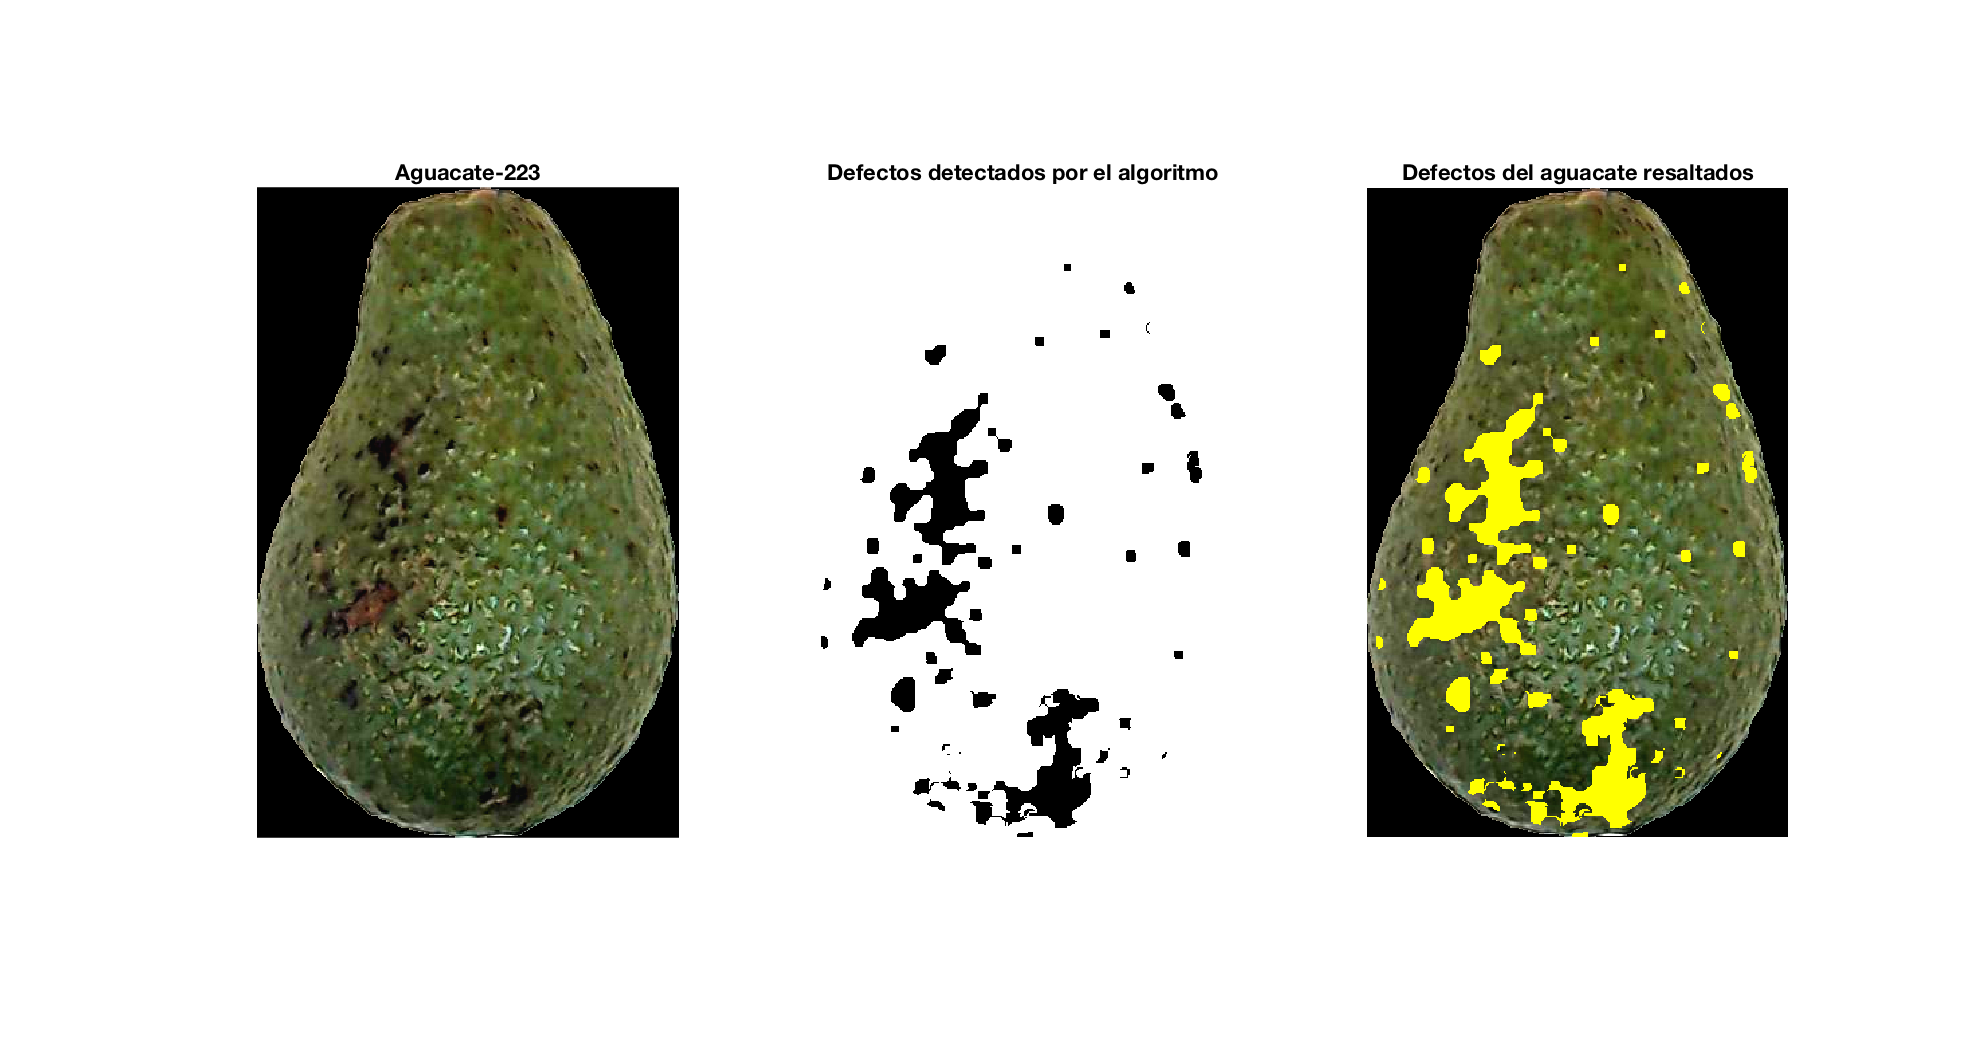 Aguacate-223
Defectos detectados por el algoritmo
Defectos del aguacate resaltados